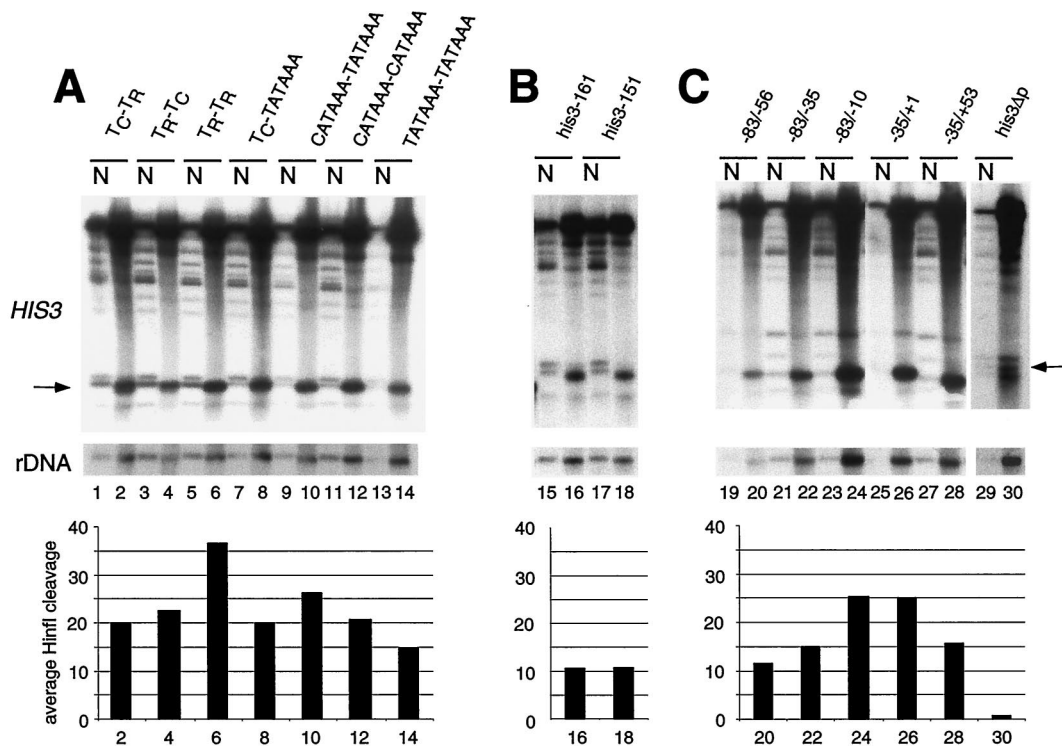 A B C
TC-TR TR-TC TR-TR TC-TATAAA CATAAA-TATAAA CATAAA-CATAAA TATAAA-TATAAA his3-161 his3-151 -83/-56 -83/-35 -83/-10 -35/+1 -35/+53 his3Δp
N N N N N N N N N N N N N N N
HIS3
rDNA
1 2 3 4 5 6 7 8 9 10 11 12 13 14 15 16 17 18 19 20 21 22 23 24 25 26 27 28 29 30
average HinfI cleavage
40 30 20 10 0
2 4 6 8 10 12 14
40 30 20 10 0
16 18
40 30 20 10 0
20 22 24 26 28 30